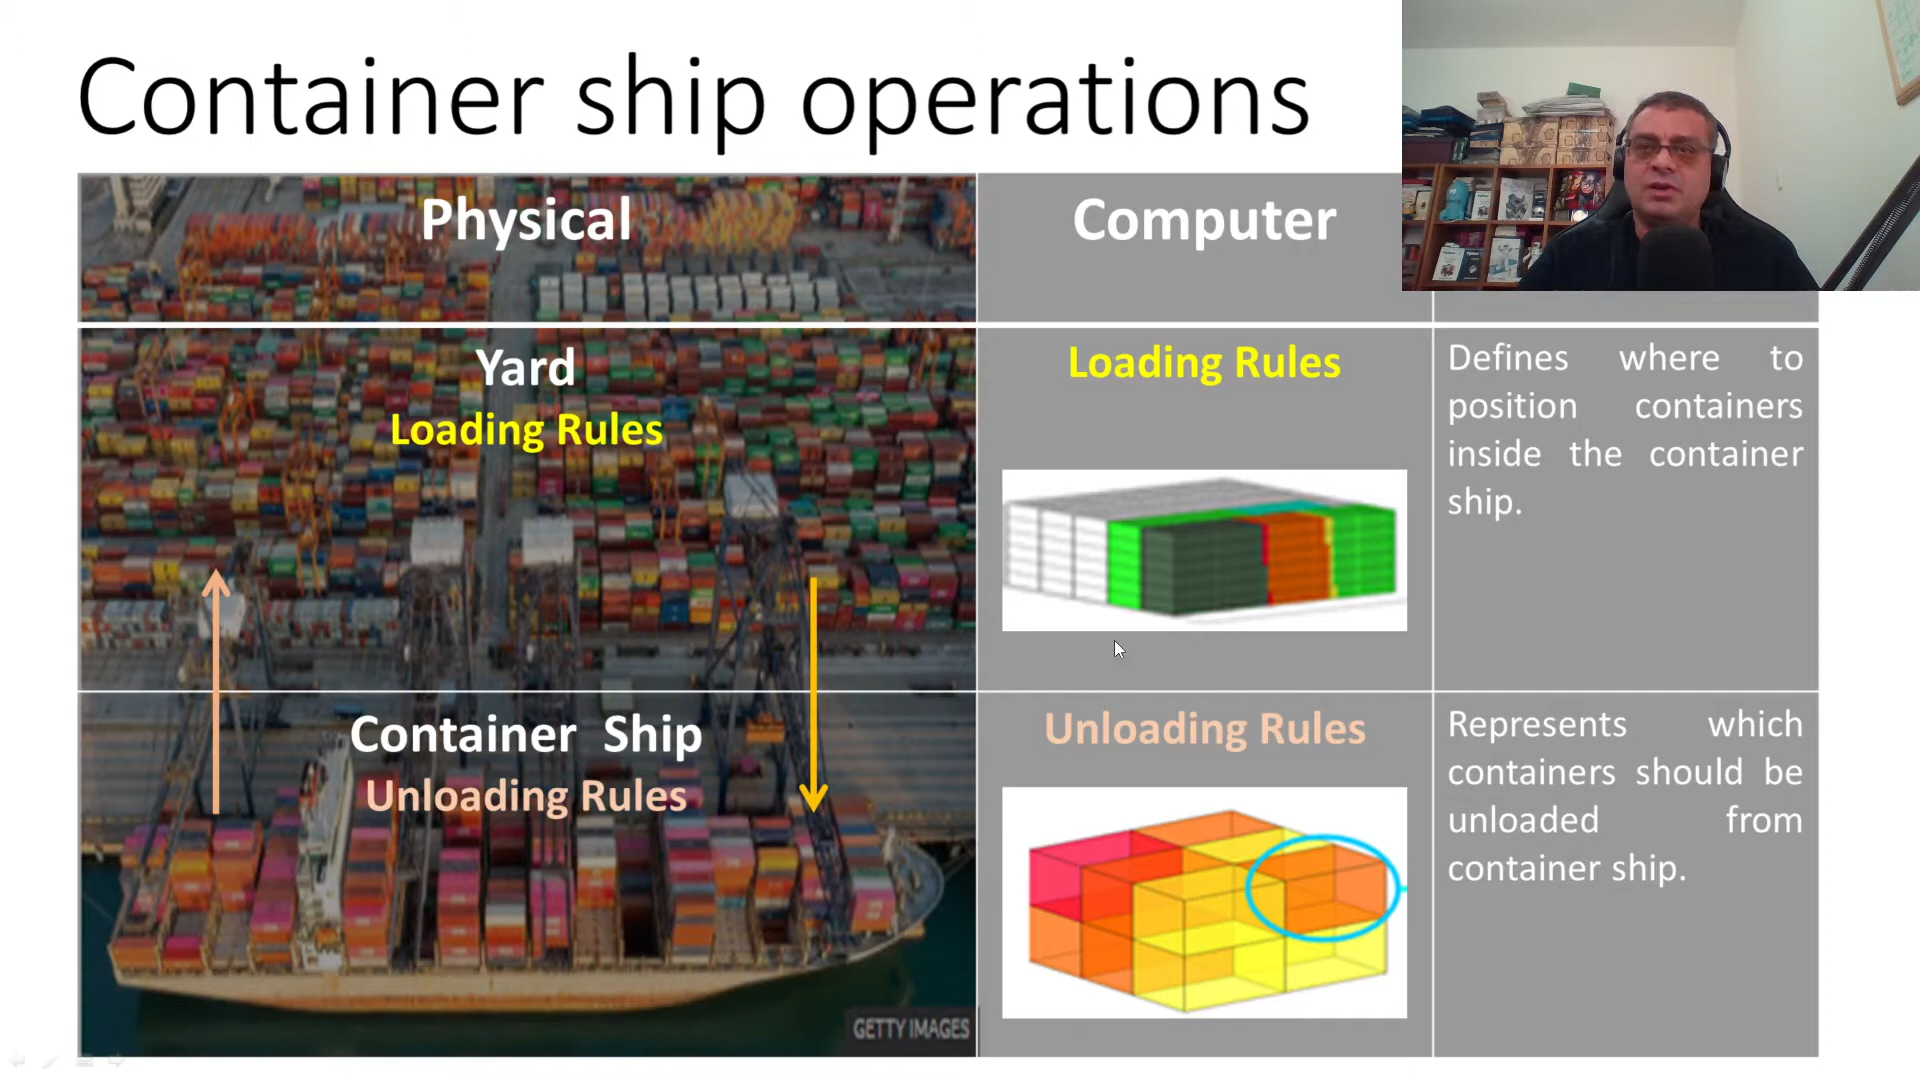 Container ship operations
Physical
Computer
Yard
Loading Rules
Loading Rules
Defines where to
position containers
inside the container
ship.
Container Ship
Unloading Rules
Unloading Rules
Represents which
containers should be
unloaded from
container ship.
GETTY IMAGES